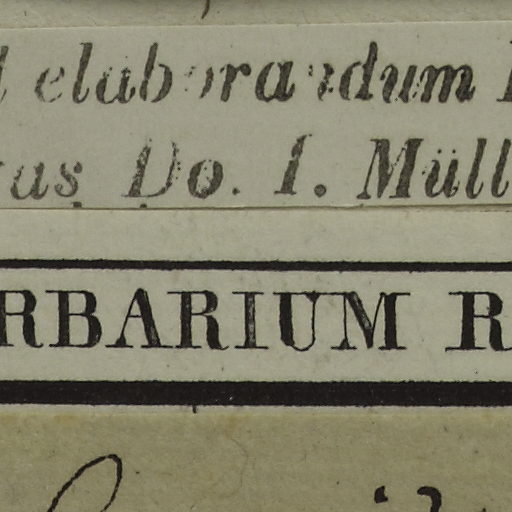 elaborandum
Do. I. Müll
RBARIUM R